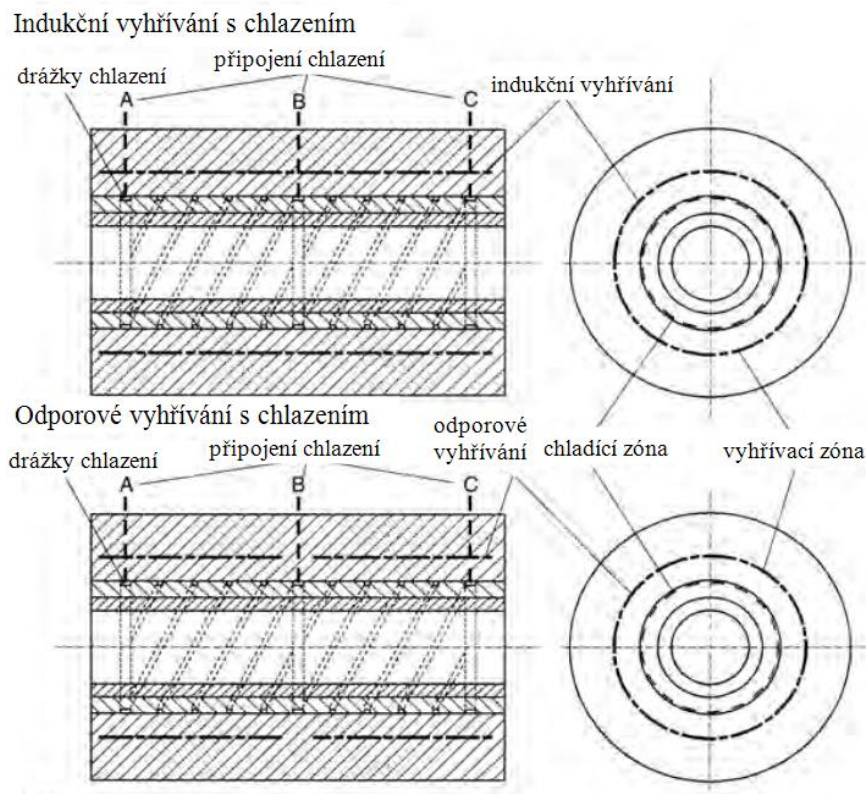 Indukční vyhřívání s chlazením
připojení chlazení
drážky chlazení
indukční vyhřívání
A
B
C
Odporové vyhřívání s chlazením
připojení chlazení
drážky chlazení
odporové
vyhřívání
chladící zóna
vyhřívací zóna
A
B
C